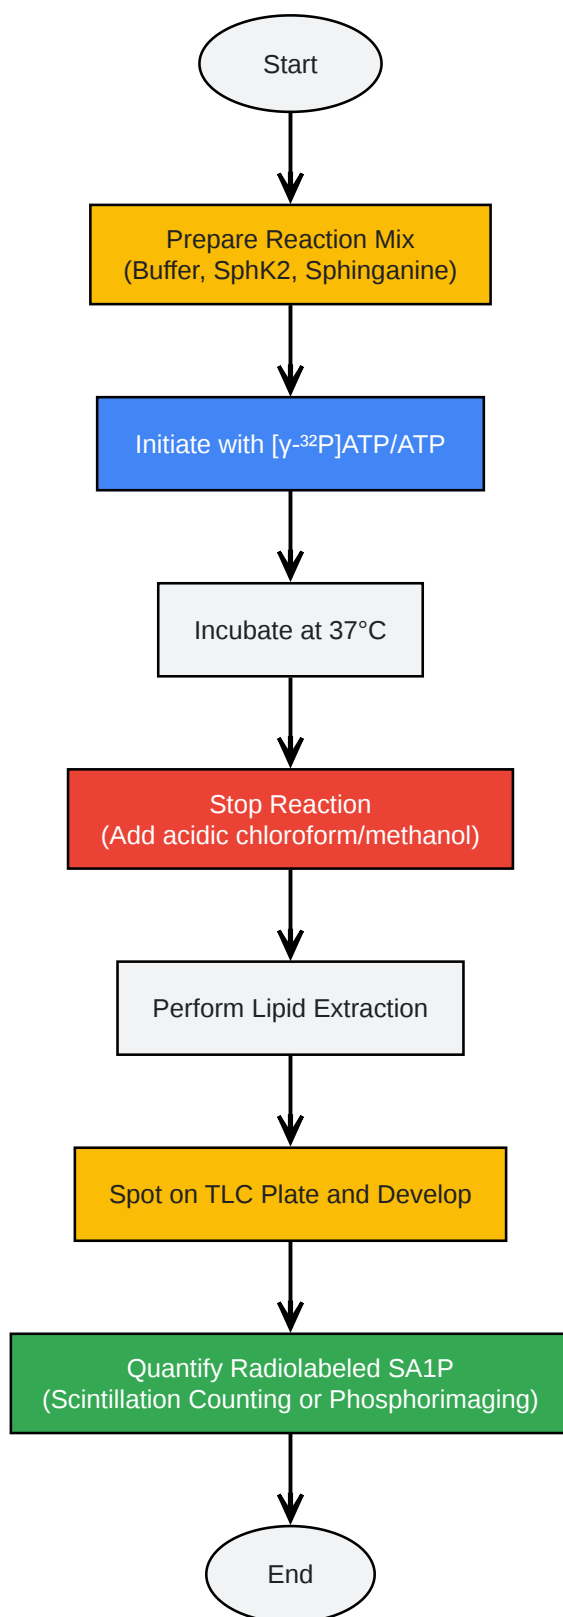 Start
Prepare Reaction Mix
(Buffer, SphK2, Sphinganine)
Initiate with [γ-³²P]ATP/ATP
Incubate at 37°C
Stop Reaction
(Add acidic chloroform/methanol)
Perform Lipid Extraction
Spot on TLC Plate and Develop
Quantify Radiolabeled SA1P
(Scintillation Counting or Phosphorimaging)
End